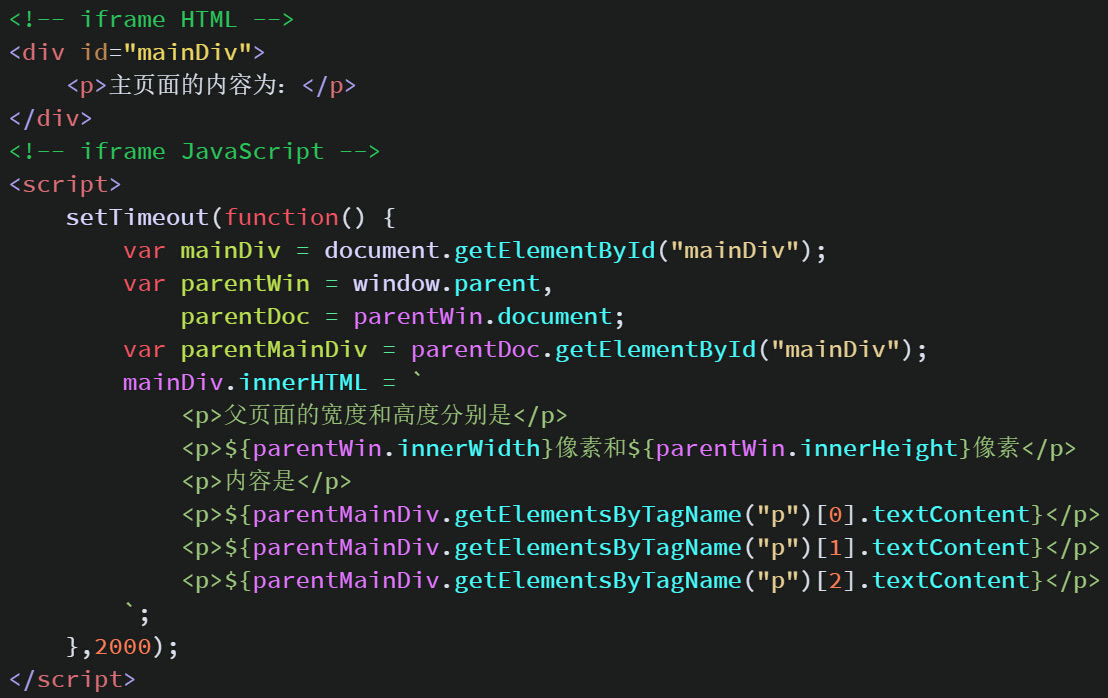 <!-- iframe HTML -->
<div id="mainDiv">
    <p>主页面的内容为：</p>
</div>
<!-- iframe JavaScript -->
<script>
    setTimeout(function() {
        var mainDiv = document.getElementById("mainDiv");
        var parentWin = window.parent,
            parentDoc = parentWin.document;
        var parentMainDiv = parentDoc.getElementById("mainDiv");
        mainDiv.innerHTML = `
            <p>父页面的宽度和高度分别是</p>
            <p>${parentWin.innerWidth}像素和${parentWin.innerHeight}像素</p>
            <p>内容是</p>
            <p>${parentMainDiv.getElementsByTagName("p")[0].textContent}</p>
            <p>${parentMainDiv.getElementsByTagName("p")[1].textContent}</p>
            <p>${parentMainDiv.getElementsByTagName("p")[2].textContent}</p>
        `;
    },2000);
</script>